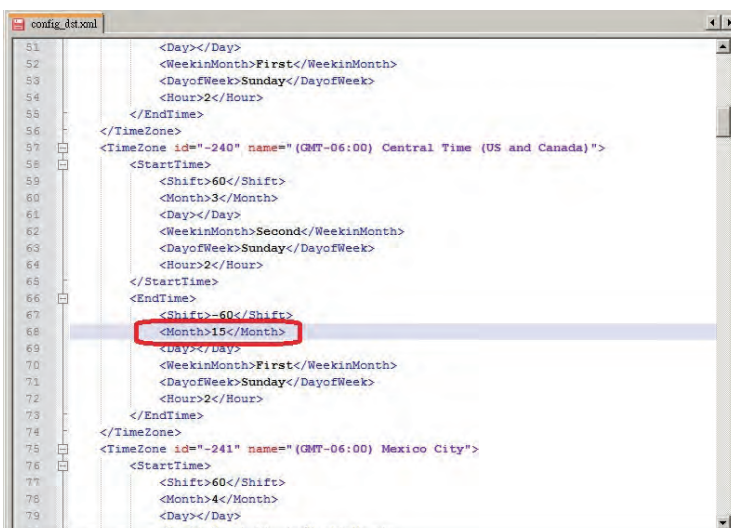 config_dst.xml
51 <Day></Day>
52 <WeekinMonth>First</WeekinMonth>
53 <DayofWeek>Sunday</DayofWeek>
54 <Hour>2</Hour>
55 </EndTime>
56 </TimeZone>
57 <TimeZone id="-240" name="(GMT-06:00) Central Time (US and Canada)">
58 <StartTime>
59 <Shift>60</Shift>
60 <Month>3</Month>
61 <Day></Day>
62 <WeekinMonth>Second</WeekinMonth>
63 <DayofWeek>Sunday</DayofWeek>
64 <Hour>2</Hour>
65 </StartTime>
66 <EndTime>
67 <Shift>-60</Shift>
68 <Month>15</Month>
69 <Day></Day>
70 <WeekinMonth>First</WeekinMonth>
71 <DayofWeek>Sunday</DayofWeek>
72 <Hour>2</Hour>
73 </EndTime>
74 </TimeZone>
75 <TimeZone id="-241" name="(GMT-06:00) Mexico City">
76 <StartTime>
77 <Shift>60</Shift>
78 <Month>4</Month>
79 <Day></Day>